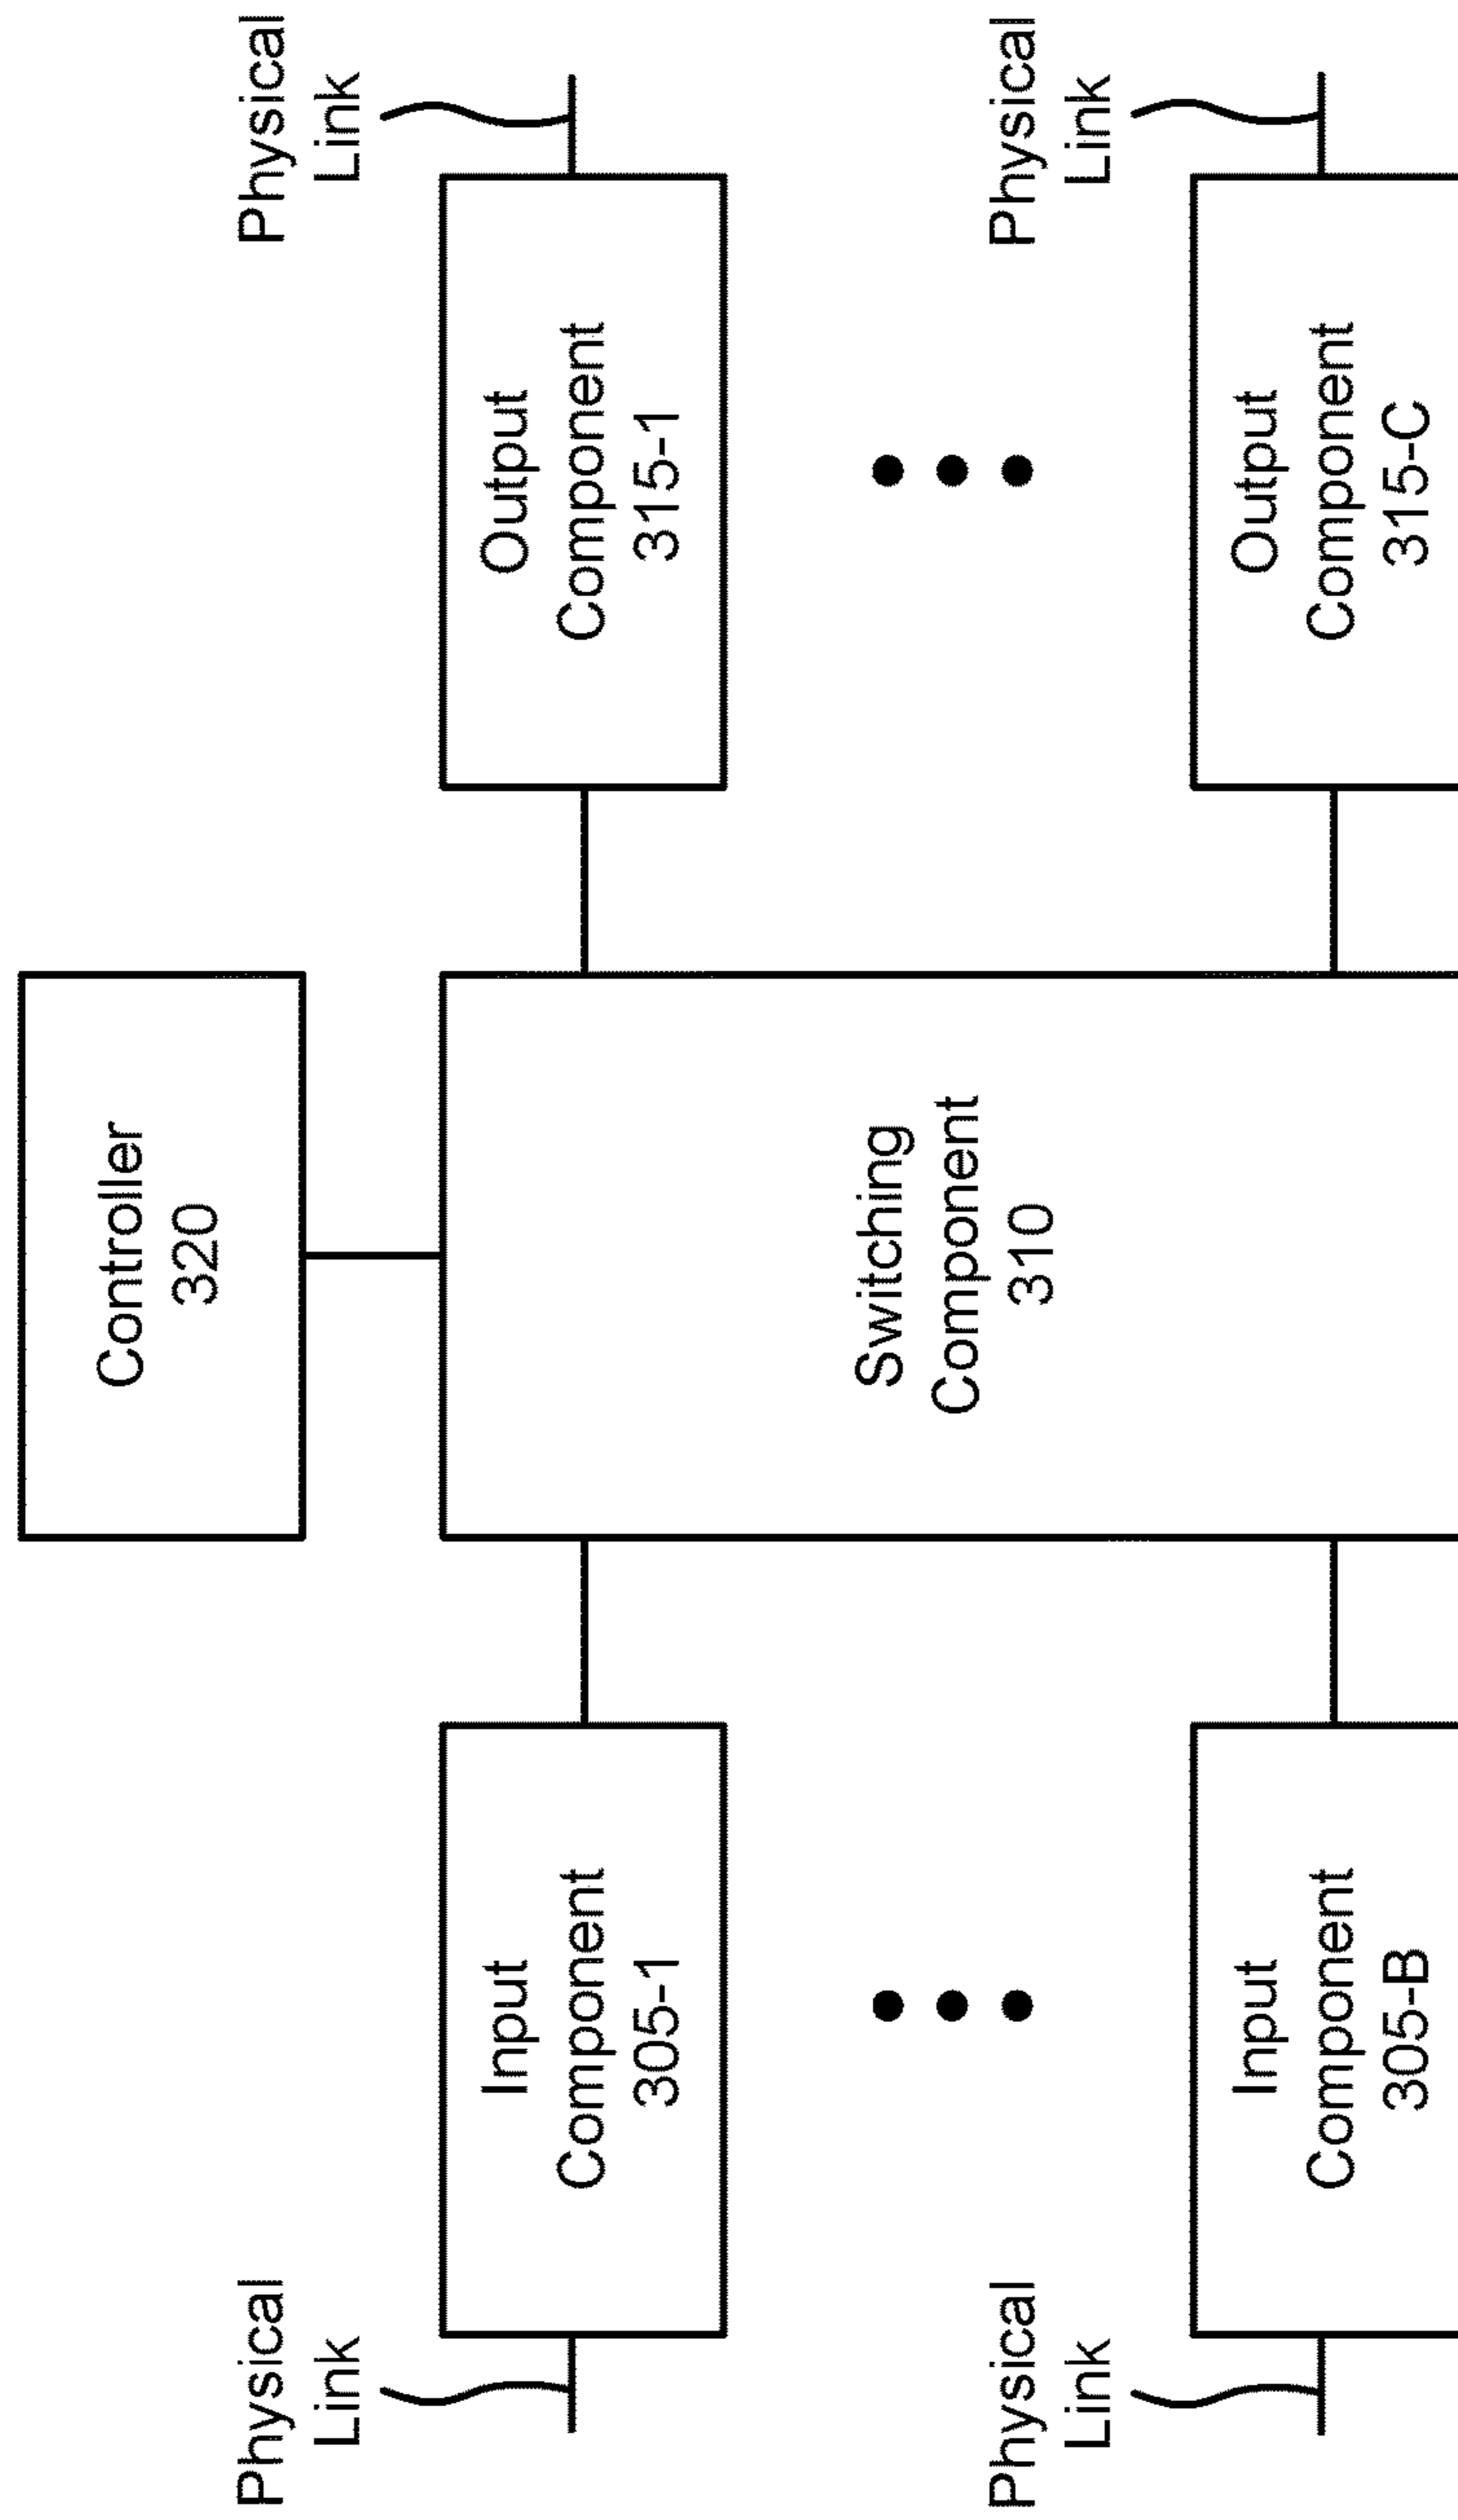 Controller
320
Physical
Link
Physical
Link
Input
Component
305-1
Switching
Component
310
Output
Component
315-1
Physical
Link
Physical
Link
Input
Component
305-B
Output
Component
315-C